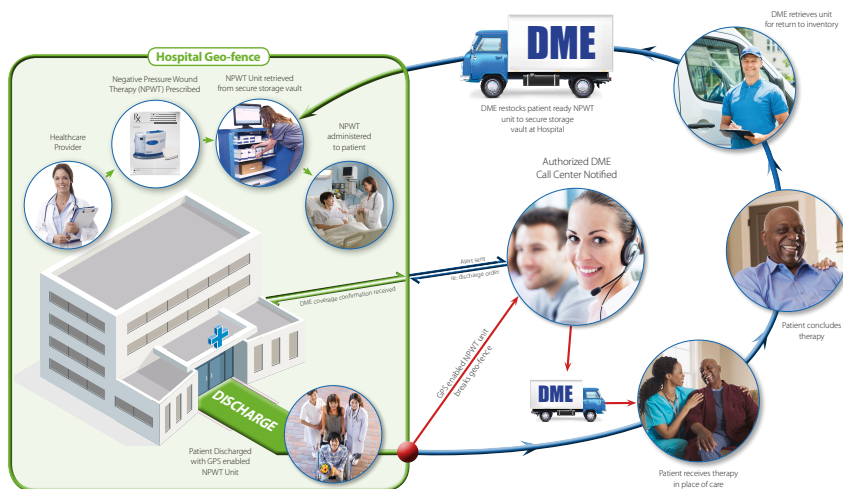 Hospital Geo-fence
Healthcare
Provider
Negative Pressure Wound
Therapy (NPWT) Prescribed
Rx
NPWT Unit retrieved
from secure storage vault
NPWT
administered
to patient
DME
DME restocks patient ready NPWT
unit to secure storage
vault at Hospital
DME retrieves unit
for return to inventory
Authorized DME
Call Center Notified
Alert sent
re: discharge order
DME coverage confirmation received
GPS enabled NPWT unit
breaks geo-fence
Patient concludes
therapy
DME
DISCHARGE
Patient Discharged
with GPS enabled
NPWT Unit
Patient receives therapy
in place of care